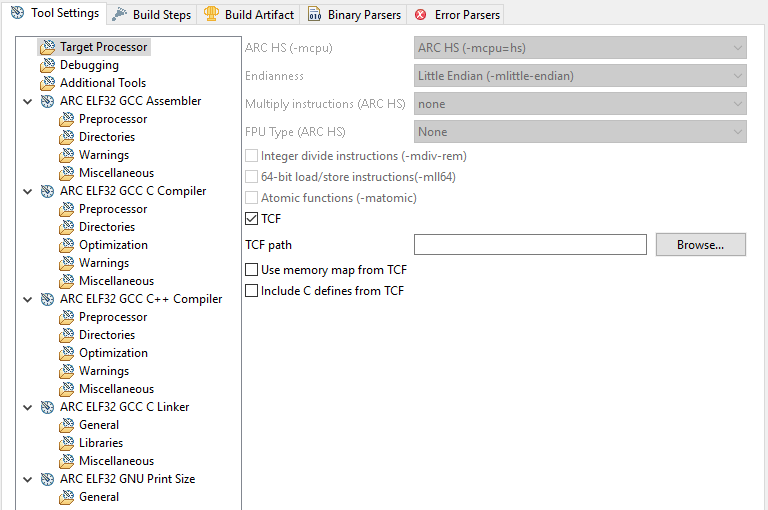 Tool Settings
Build Steps
Build Artifact
Binary Parsers
Error Parsers
Target Processor
Debugging
Additional Tools
ARC ELF32 GCC Assembler
Preprocessor
Directories
Warnings
Miscellaneous
ARC ELF32 GCC C Compiler
Preprocessor
Directories
Optimization
Warnings
Miscellaneous
ARC ELF32 GCC C++ Compiler
Preprocessor
Directories
Optimization
Warnings
Miscellaneous
ARC ELF32 GCC C Linker
General
Libraries
Miscellaneous
ARC ELF32 GNU Print Size
General
ARC HS (-mcpu) ARC HS (-mcpu=hs)
Endianness Little Endian (-mlittle-endian)
Multiply instructions (ARC HS) none
FPU Type (ARC HS) None
Integer divide instructions (-mdiv-rem)
64-bit load/store instructions(-mll64)
Atomic functions (-matomic)
TCF
TCF path Browse...
Use memory map from TCF
Include C defines from TCF